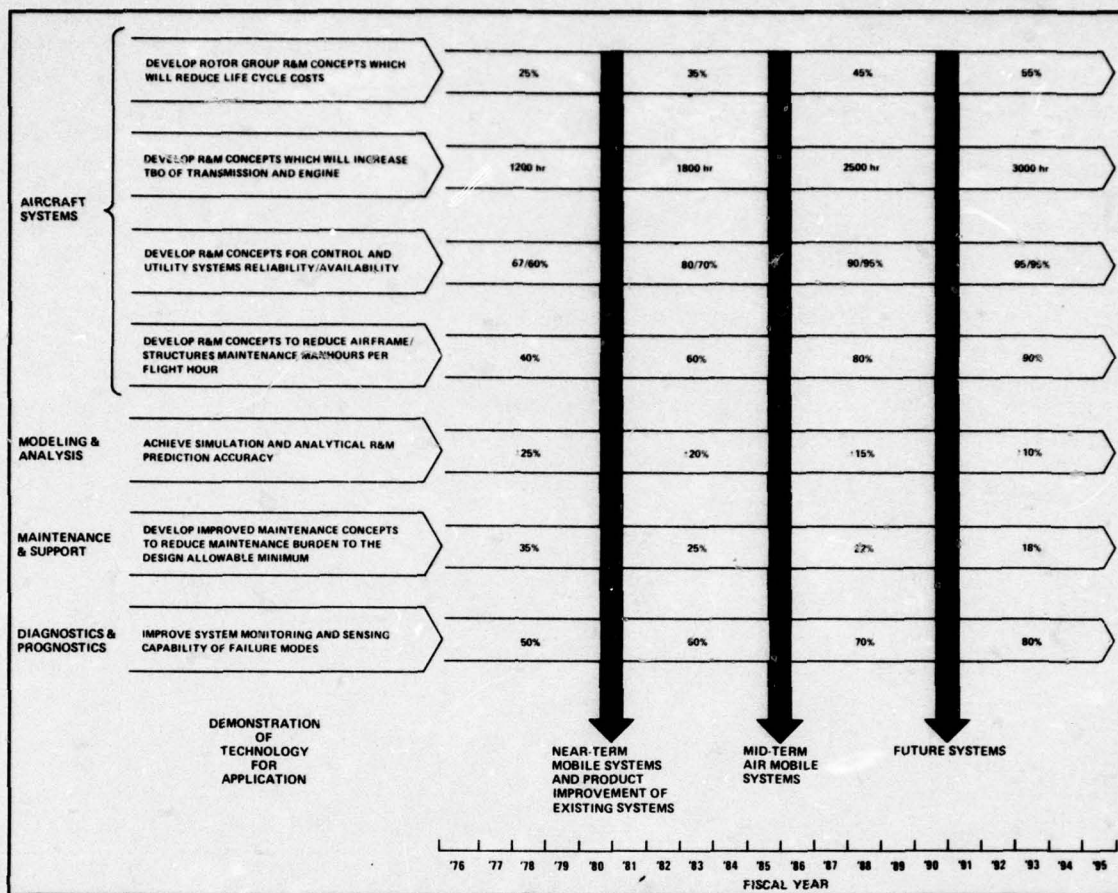 AIRCRAFT
SYSTEMS
DEVELOP ROTOR GROUP R&M CONCEPTS WHICH
WILL REDUCE LIFE CYCLE COSTS
25% 35% 45% 55%
DEVELOP R&M CONCEPTS WHICH WILL INCREASE
TBO OF TRANSMISSION AND ENGINE
1200 hr 1800 hr 2500 hr 3000 hr
DEVELOP R&M CONCEPTS FOR CONTROL AND
UTILITY SYSTEMS RELIABILITY/AVAILABILITY
67/60% 80/70% 90/95% 95/95%
DEVELOP R&M CONCEPTS TO REDUCE AIRFRAME/
STRUCTURES MAINTENANCE MANHOURS PER
FLIGHT HOUR
40% 60% 80% 90%
MODELING &
ANALYSIS
ACHIEVE SIMULATION AND ANALYTICAL R&M
PREDICTION ACCURACY
25% 20% 15% 10%
MAINTENANCE
& SUPPORT
DEVELOP IMPROVED MAINTENANCE CONCEPTS
TO REDUCE MAINTENANCE BURDEN TO THE
DESIGN ALLOWABLE MINIMUM
35% 25% 22% 18%
DIAGNOSTICS &
PROGNOSTICS
IMPROVE SYSTEM MONITORING AND SENSING
CAPABILITY OF FAILURE MODES
50% 60% 70% 80%
DEMONSTRATION
OF
TECHNOLOGY
FOR
APPLICATION
NEAR-TERM
MOBILE SYSTEMS
AND PRODUCT
IMPROVEMENT OF
EXISTING SYSTEMS
MID-TERM
AIR MOBILE
SYSTEMS
FUTURE SYSTEMS
'76 '77 '78 '79 '80 '81 '82 '83 '84 '85 '86 '87 '88 '89 '90 '91 '92 '93 '94 '95
FISCAL YEAR